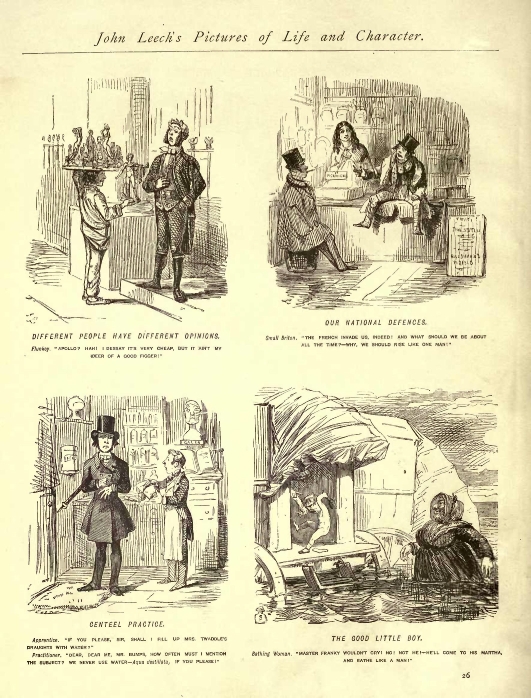 John Leech's Pictures of Life and Character.
DIFFERENT PEOPLE HAVE DIFFERENT OPINIONS.
Flunkey. "APOLLO? HAH! I DESSAY IT'S VERY CHEAP, BUT IT AIN'T MY
IDEER OF A GOOD FIGGER!"
OUR NATIONAL DEFENCES.
Small Briton. "THE FRENCH INVADE US, INDEED! AND WHAT SHOULD WE BE ABOUT
ALL THE TIME?—WHY, WE SHOULD RISE LIKE ONE MAN!"
GENTEEL PRACTICE.
Apprentice. "IF YOU PLEASE, SIR, SHALL I FILL UP MRS. TWADDLE'S
DRAUGHTS WITH WATER?"
Practitioner. "DEAR, DEAR ME, MR. BUMPS, HOW OFTEN MUST I MENTION
THE SUBJECT? WE NEVER USE WATER—Aqua destillata, IF YOU PLEASE!"
THE GOOD LITTLE BOY.
Bathing Woman. "MASTER FRANKY WOULDN'T CRY! NO! NOT HE!—HE'LL COME TO HIS MARTHA,
AND BATHE LIKE A MAN!"
26